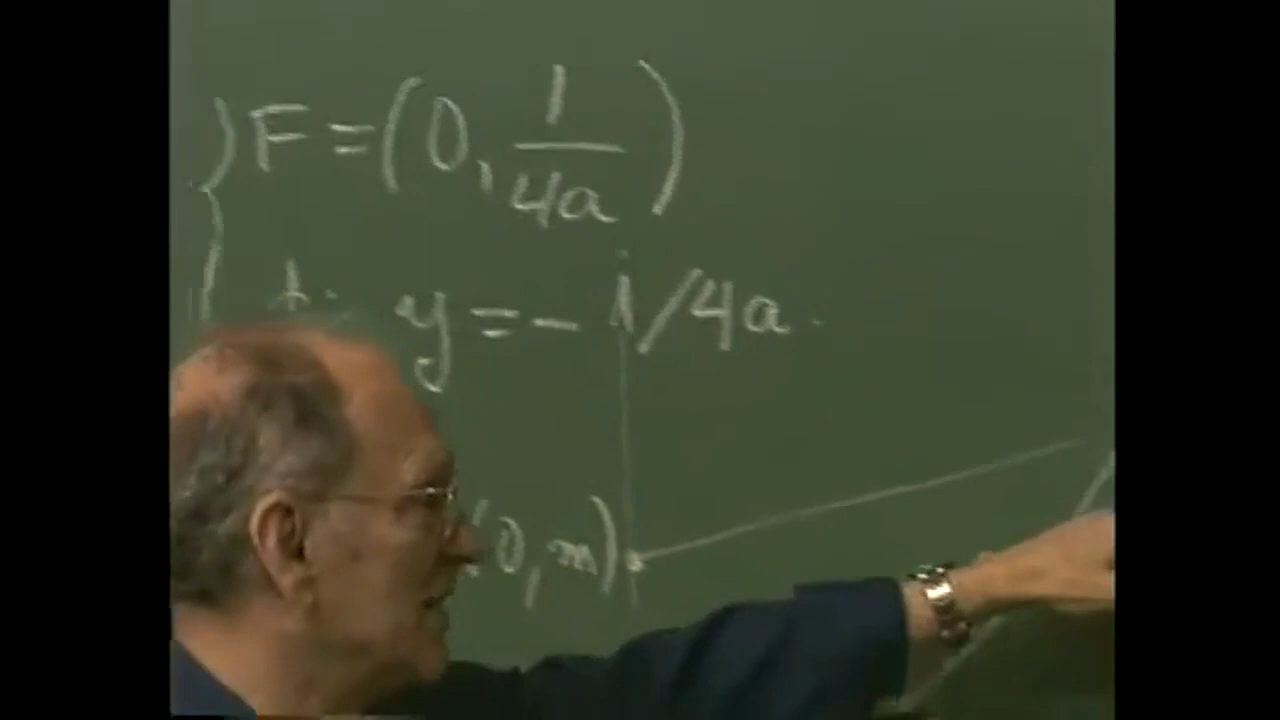 F = (0, 1/4a)
y = - 1/4a.
(0, m)